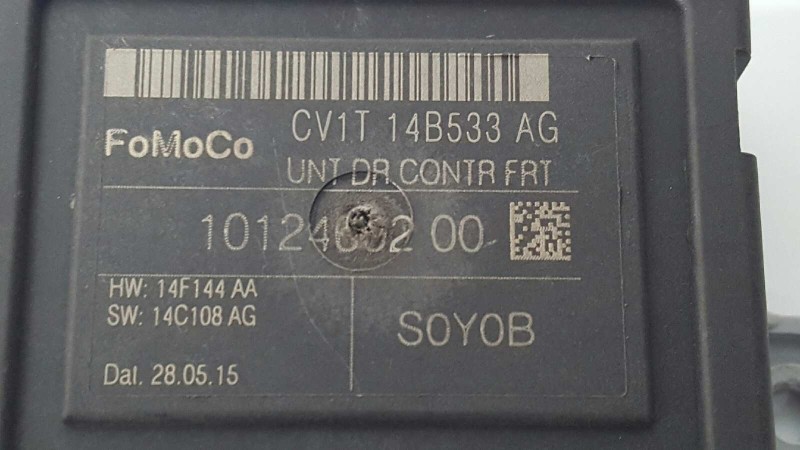 CV1T 14B533 AG
FoMoCo
UNT DR CONTR FRT
00
HW: 14F144 AA
SW: 14C108 AG
S0Y0B
Dal. 28.05.15